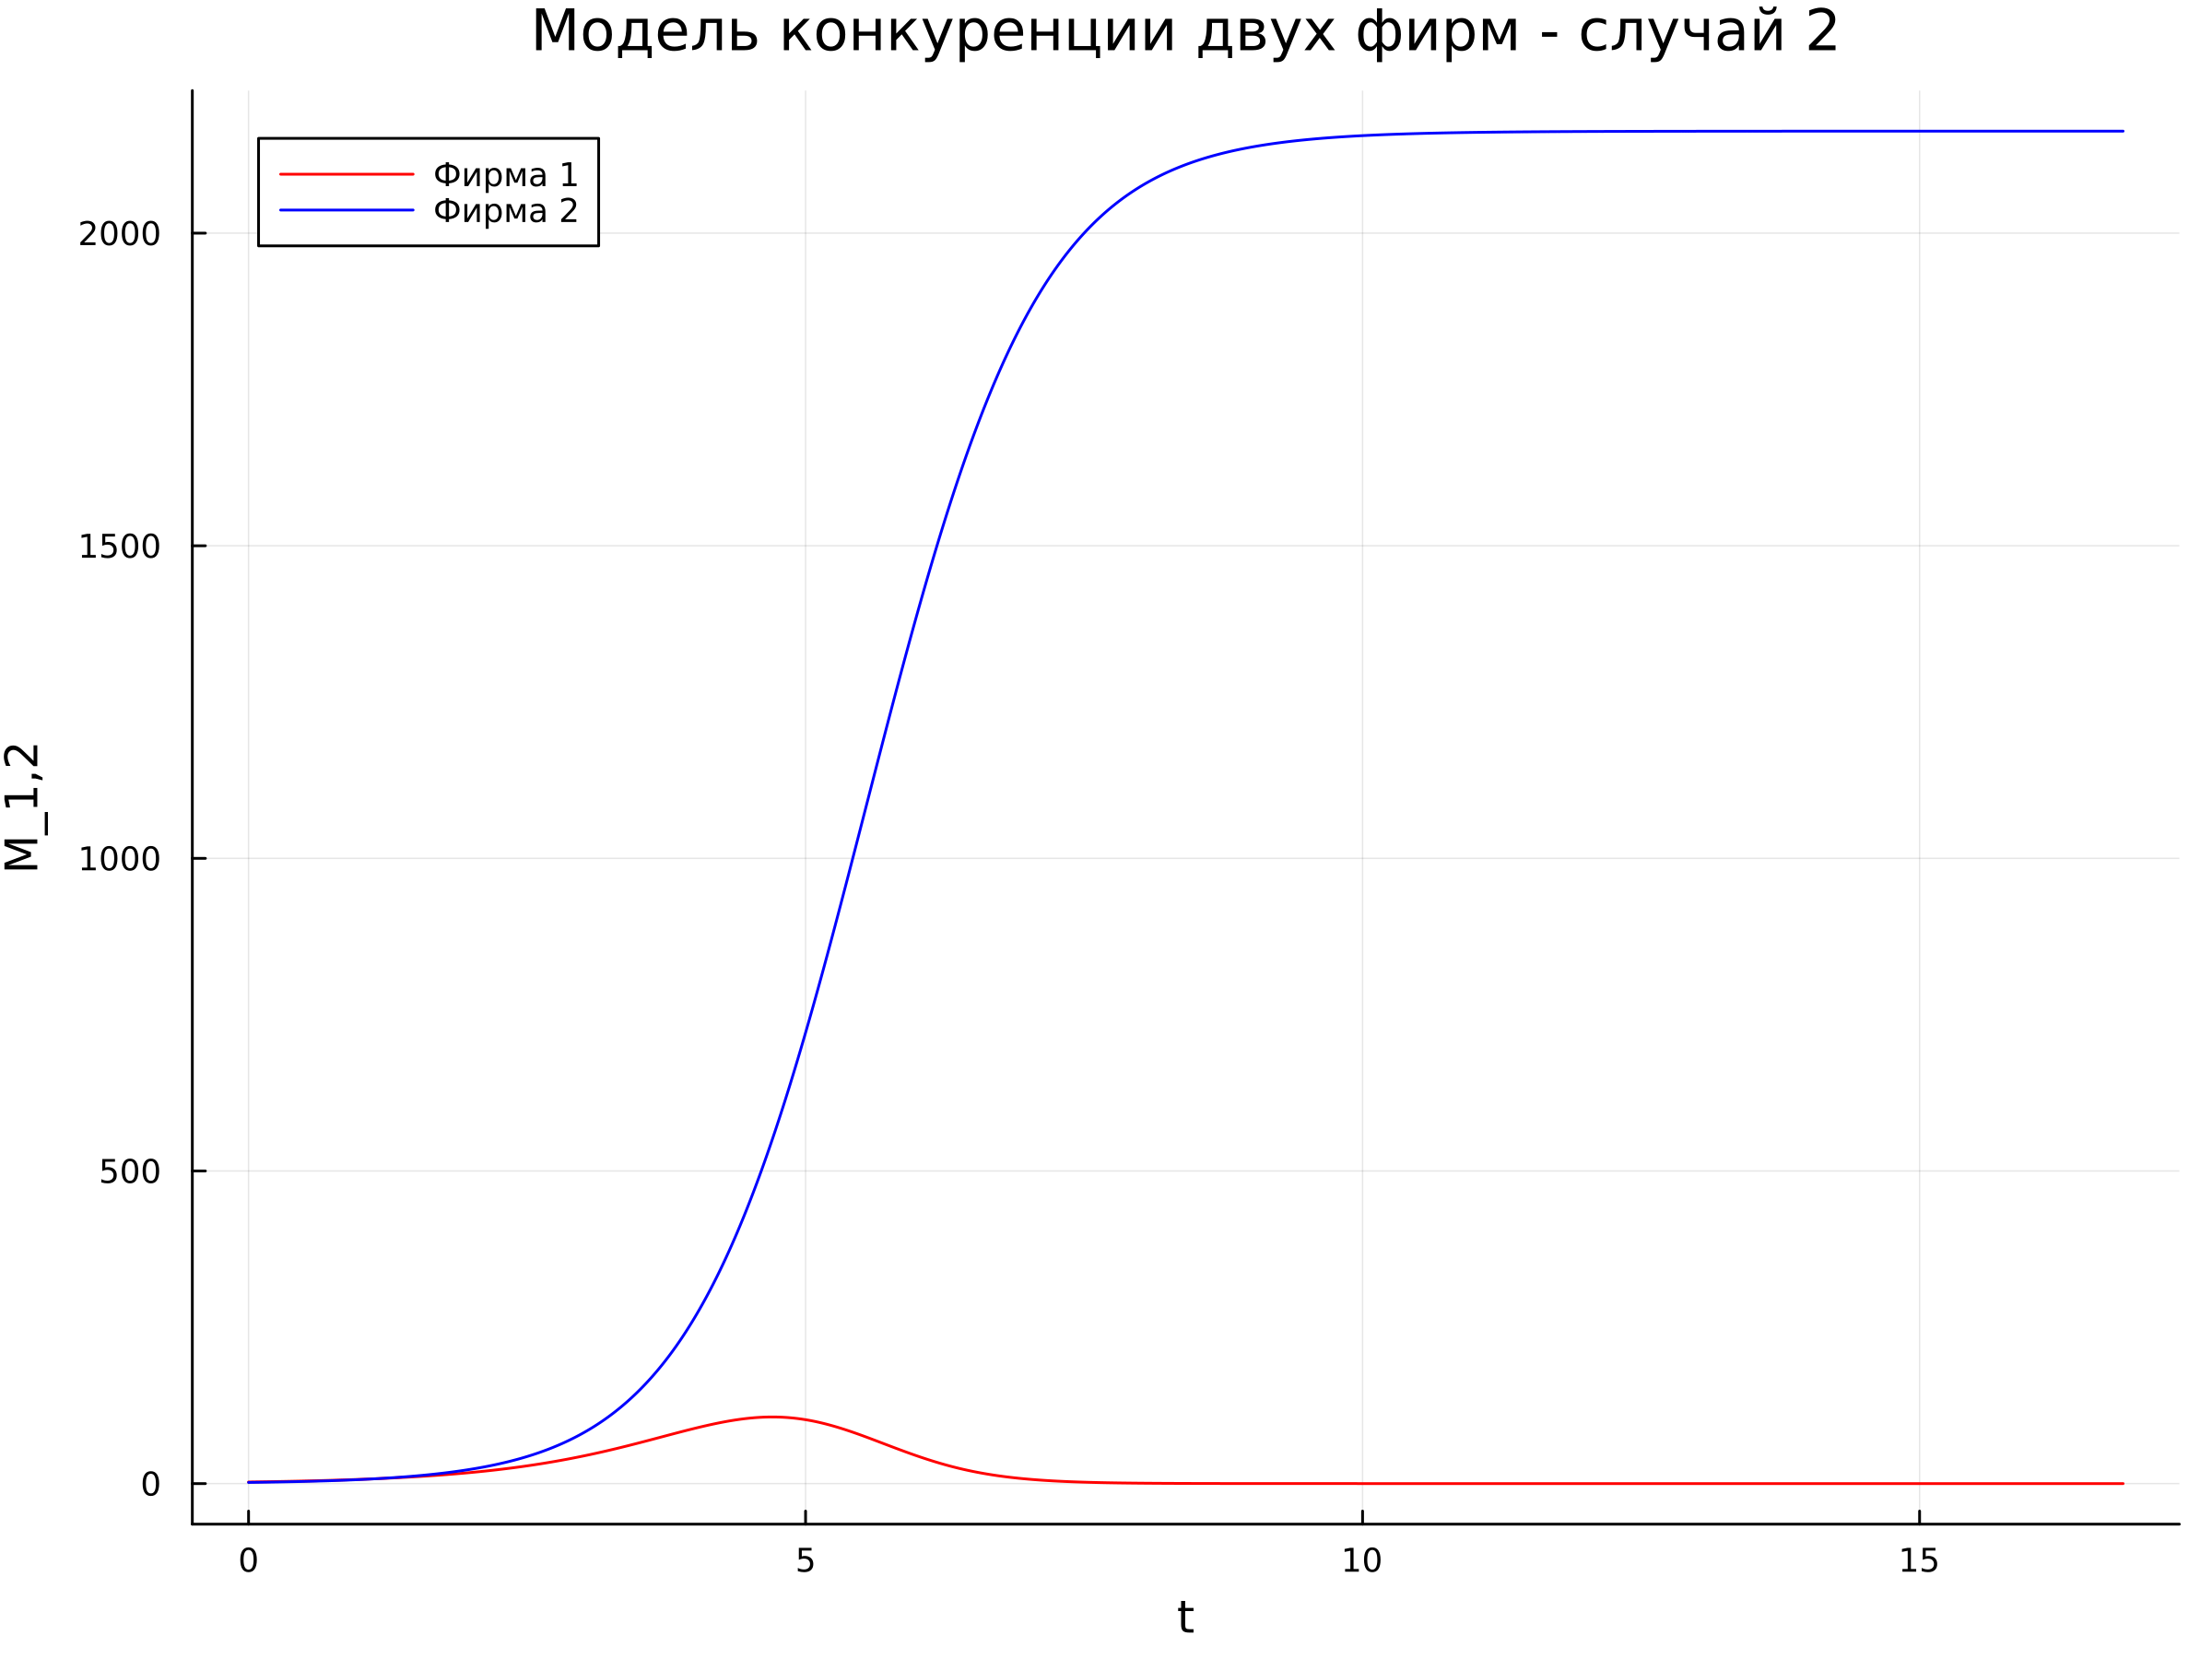 Модель конкуренции двух фирм - случай 2
Фирма 1
Фирма 2
2000
1500
1000
500
0
M_1,2
0 5 10 15
t